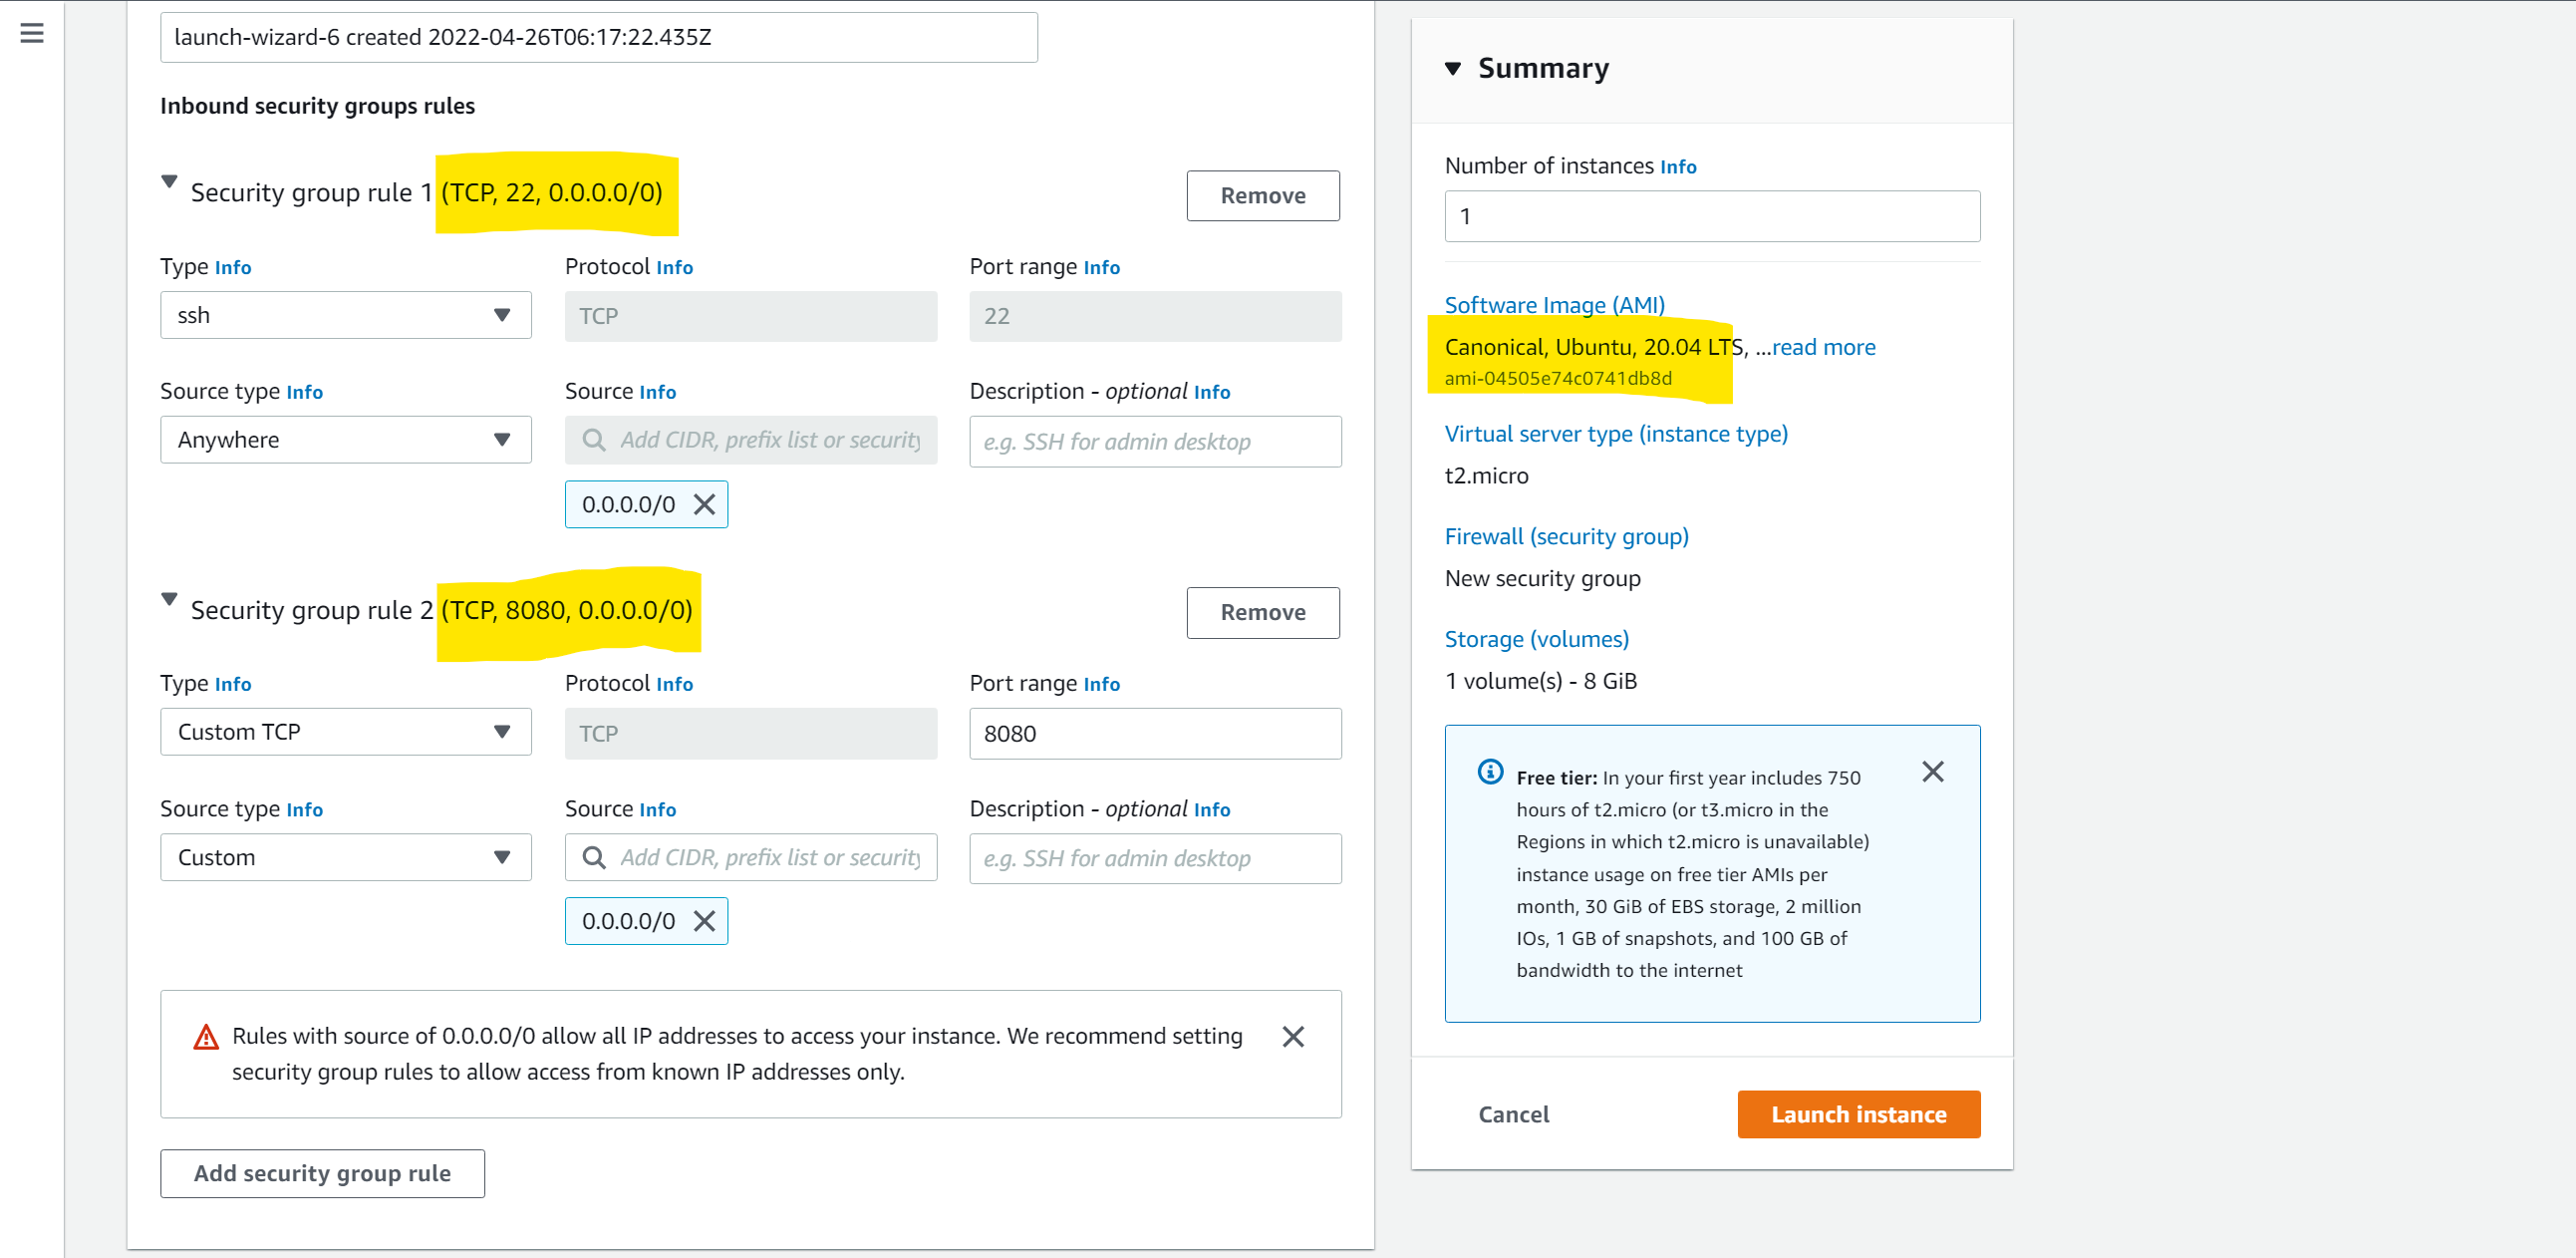 launch-wizard-6 created 2022-04-26T06:17:22.435Z
Inbound security groups rules
Security group rule 1 (TCP, 22, 0.0.0.0/0)
Remove
Type Info
Protocol Info
Port range Info
ssh
TCP
22
Source type Info
Source Info
Description - optional Info
Anywhere
Add CIDR, prefix list or security
e.g. SSH for admin desktop
0.0.0.0/0
Security group rule 2 (TCP, 8080, 0.0.0.0/0)
Remove
Type Info
Protocol Info
Port range Info
Custom TCP
TCP
8080
Source type Info
Source Info
Description - optional Info
Custom
Add CIDR, prefix list or security
e.g. SSH for admin desktop
0.0.0.0/0
Rules with source of 0.0.0.0/0 allow all IP addresses to access your instance. We recommend setting
security group rules to allow access from known IP addresses only.
Add security group rule
Summary
Number of instances Info
1
Software Image (AMI)
Canonical, Ubuntu, 20.04 LTS, ...read more
ami-04505e74c0741db8d
Virtual server type (instance type)
t2.micro
Firewall (security group)
New security group
Storage (volumes)
1 volume(s) - 8 GiB
Free tier: In your first year includes 750
hours of t2.micro (or t3.micro in the
Regions in which t2.micro is unavailable)
instance usage on free tier AMIs per
month, 30 GiB of EBS storage, 2 million
IOs, 1 GB of snapshots, and 100 GB of
bandwidth to the internet
Cancel
Launch instance